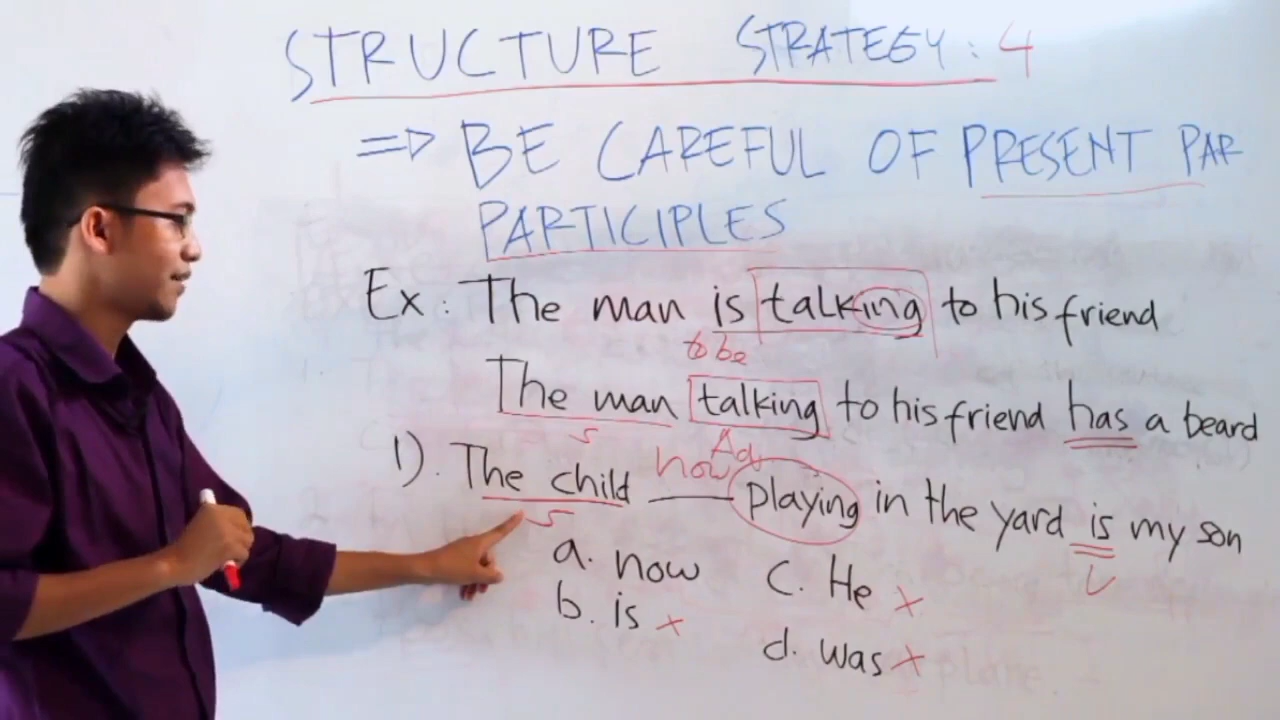 STRUCTURE STRATEGY: 4
⇒ BE CAREFUL OF PRESENT PAR
PARTICIPLES
Ex: The man is talking to his friend
to be
The man talking to his friend has a beard
S
1). The child now playing in the yard is my son
S
V
a. now
b. is x
c. He x
d. was x